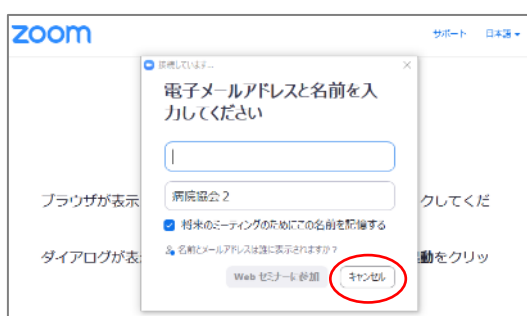 zoom
サポート 日本語
接続しています...
電子メールアドレスと名前を入
力してください
病院協会2
将来のミーティングのためにこの名前を記憶する
名前とメールアドレスは誰に表示されますか?
Web セミナーに参加 キャンセル
ブラウザが表示
クしてくだ
ダイアログが表
動をクリッ